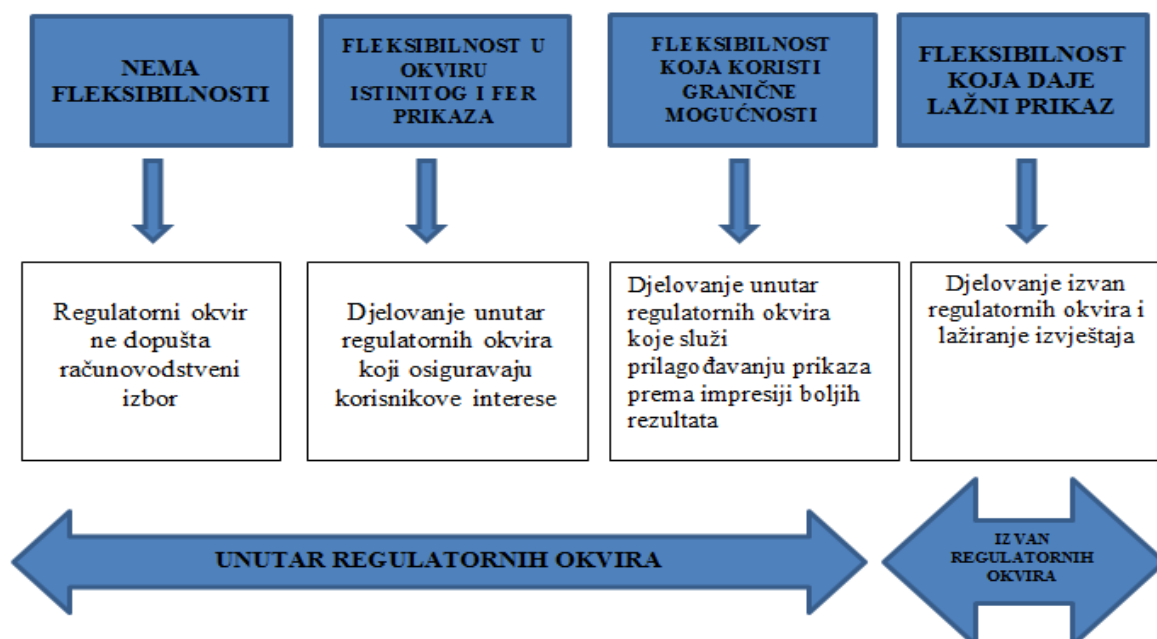 NEMA
FLEKSIBILNOSTI
FLEKSIBILNOST U
OKVIRU
ISTINITOG I FER
PRIKAZA
FLEKSIBILNOST
KOJA KORISTI
GRANIČNE
MOGUĆNOSTI
FLEKSIBILNOST
KOJA DAJE
LAŽNI PRIKAZ
Regulatorni okvir
ne dopušta
računovodstveni
izbor
Djelovanje unutar
regulatornih okvira
koji osiguravaju
korisnikove interese
Djelovanje unutar
regulatornih okvira
koje služi
prilagođavanju prikaza
prema impresiji boljih
rezultata
Djelovanje izvan
regulatornih okvira i
lažiranje izvještaja
UNUTAR REGULATORNIH OKVIRA
IZVAN
REGULATORNIH
OKVIRA